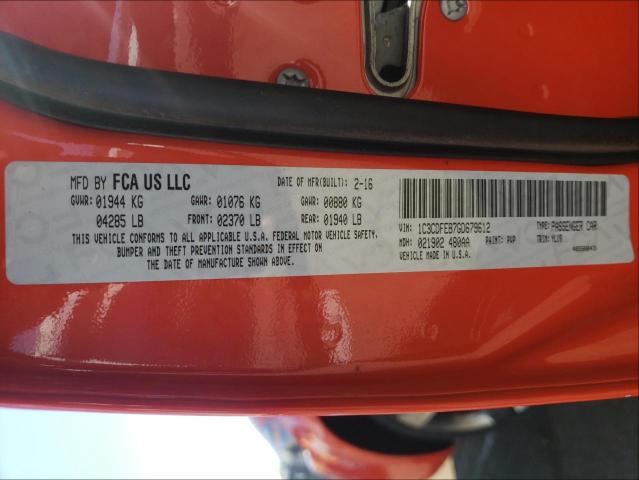 MFD BY FCA US LLC DATE OF MFR(BUILT): 2-16
GVWR: 01944 KG GAWR: 01076 KG GAWR: 00880 KG
04285 LB FRONT: 02370 LB REAR: 01940 LB
THIS VEHICLE CONFORMS TO ALL APPLICABLE U.S.A. FEDERAL MOTOR VEHICLE SAFETY,
BUMPER AND THEFT PREVENTION STANDARDS IN EFFECT ON
THE DATE OF MANUFACTURE SHOWN ABOVE.
VIN: 1C3CDFEB7GD679612 TYPE: PASSENGER CAR
MDH: 021902 480AA PAINT: PVP TRIM:
VEHICLE MADE IN U.S.A.